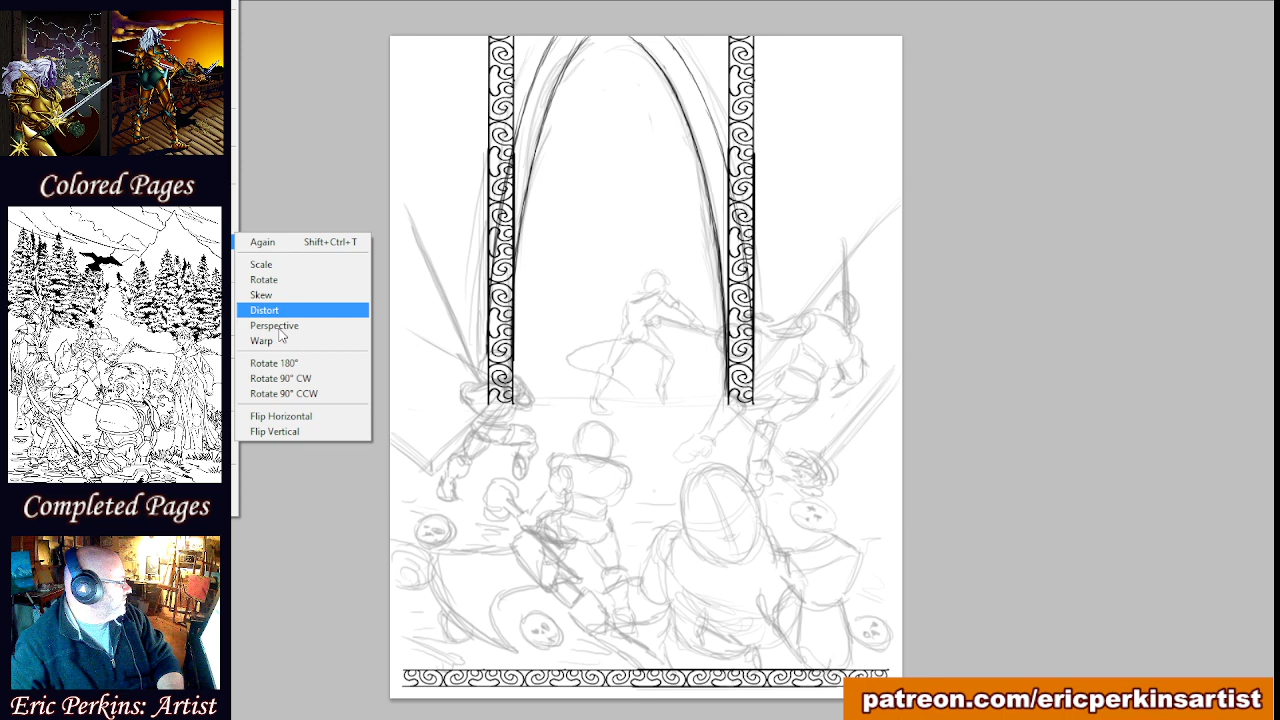 Colored Pages
Again Shift+Ctrl+T
Scale
Rotate
Skew
Distort
Perspective
Warp
Rotate 180°
Rotate 90° CW
Rotate 90° CCW
Flip Horizontal
Flip Vertical
Completed Pages
Eric Perkins: Artist
patreon.com/ericperkinsartist